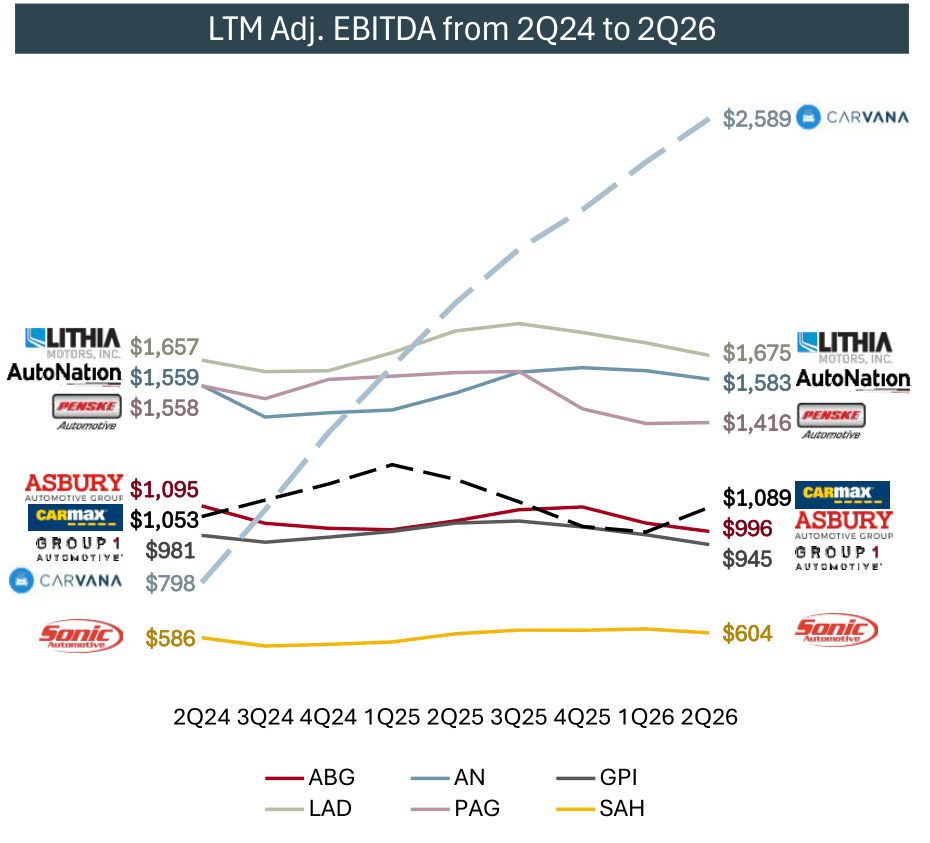 LTM Adj. EBITDA from 2Q24 to 2Q26
$2,589 CARVANA
LITHIA
MOTORS, INC.
$1,657
AutoNation
$1,559
PENSKE
Automotive
$1,558
LITHIA
MOTORS, INC.
$1,675
AutoNation
$1,583
PENSKE
Automotive
$1,416
ASBURY
AUTOMOTIVE GROUP
$1,095
CARMAX
$1,053
GROUP 1
AUTOMOTIVE
$981
CARVANA $798
Sonic
Automotive
$586
$1,089 CARMAX
$996
ASBURY
AUTOMOTIVE GROUP
$945
GROUP 1
AUTOMOTIVE
$604
Sonic
Automotive
2Q24 3Q24 4Q24 1Q25 2Q25 3Q25 4Q25 1Q26 2Q26
ABG AN GPI
LAD PAG SAH